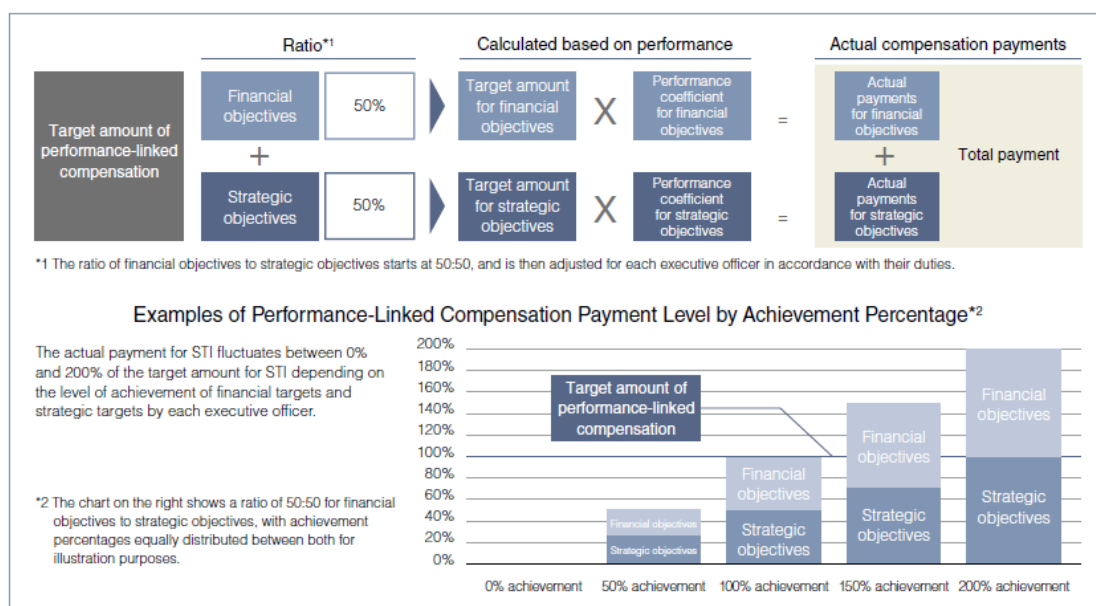 Ratio*1
Calculated based on performance
Actual compensation payments
Target amount of
performance-linked
compensation
Financial
objectives
50%
Target amount
for financial
objectives
X
Performance
coefficient
for financial
objectives
=
Actual
payments
for financial
objectives
+
+
Total payment
Strategic
objectives
50%
Target amount
for strategic
objectives
X
Performance
coefficient
for strategic
objectives
=
Actual
payments
for strategic
objectives
*1 The ratio of financial objectives to strategic objectives starts at 50:50, and is then adjusted for each executive officer in accordance with their duties.
Examples of Performance-Linked Compensation Payment Level by Achievement Percentage*2
The actual payment for STI fluctuates between 0%
and 200% of the target amount for STI depending on
the level of achievement of financial targets and
strategic targets by each executive officer.
*2 The chart on the right shows a ratio of 50:50 for financial
objectives to strategic objectives, with achievement
percentages equally distributed between both for
illustration purposes.
200%
180%
160%
140%
120%
100%
80%
60%
40%
20%
0%
Target amount of
performance-linked
compensation
Financial objectives
Strategic objectives
Financial
objectives
Strategic
objectives
Financial
objectives
Strategic
objectives
Financial
objectives
Strategic
objectives
0% achievement
50% achievement
100% achievement
150% achievement
200% achievement